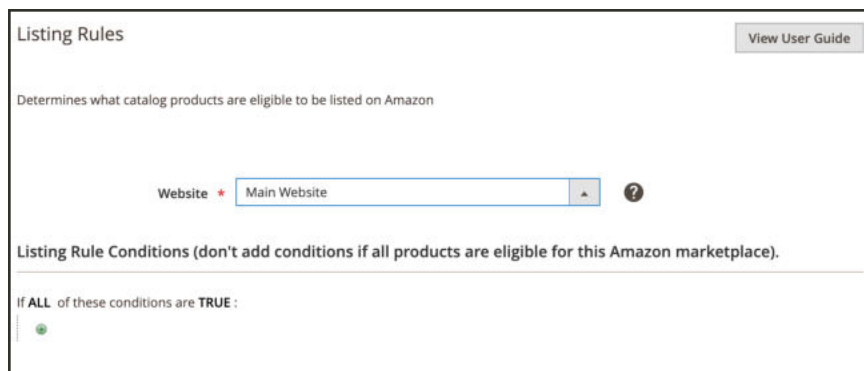 Listing Rules
View User Guide
Determines what catalog products are eligible to be listed on Amazon
Website * Main Website ?
Listing Rule Conditions (don't add conditions if all products are eligible for this Amazon marketplace).
If ALL of these conditions are TRUE :